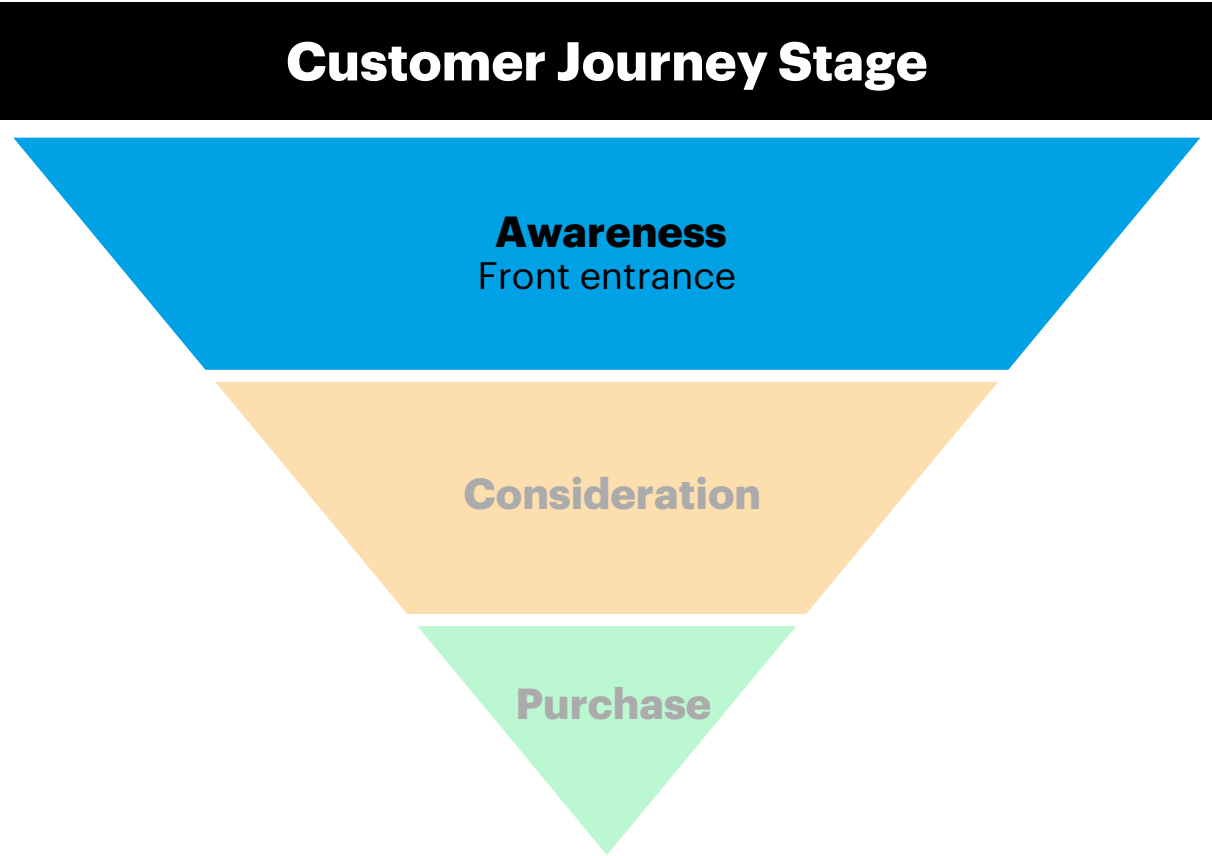 Customer Journey Stage
Awareness
Front entrance
Consideration
Purchase